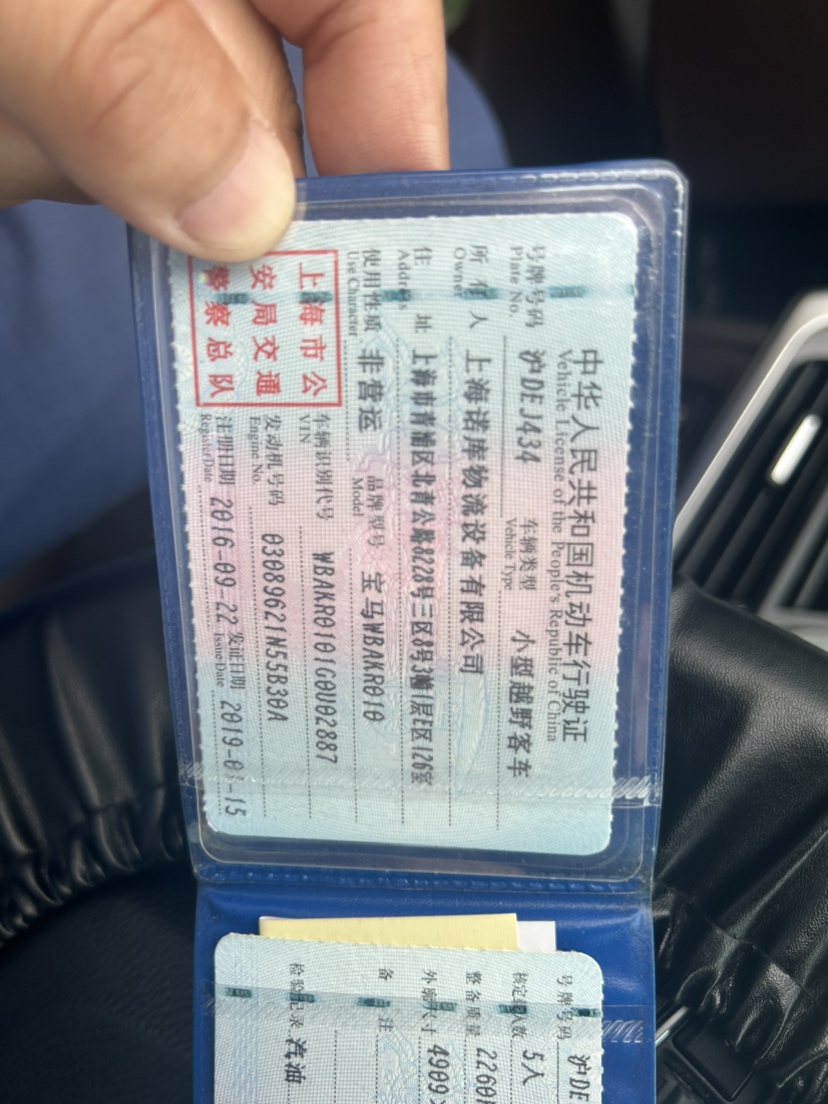 中华人民共和国机动车行驶证
Vehicle License of the People's Republic of China
号牌号码 沪DEJ434 车辆类型 小型越野客车
Plate No. Vehicle Type
所有人 上海诺库物流设备有限公司
Owner
住址 上海市青浦区北青公路8228号三区8号3幢1层E区126室
Address
使用性质 非营运 品牌型号 宝马WBAKR010
Use Character Model
上海市公
安局交通
警察总队
车辆识别代号 WBAKR0101G0U02887
VIN
发动机号码 03089621N55B30A
Engine No.
注册日期 2016-09-22 发证日期
Register Date Issue Date
号牌号码 沪DE
核定载人数 5人
整备质量 2260
外廓尺寸 4909
备注
检验记录 汽油